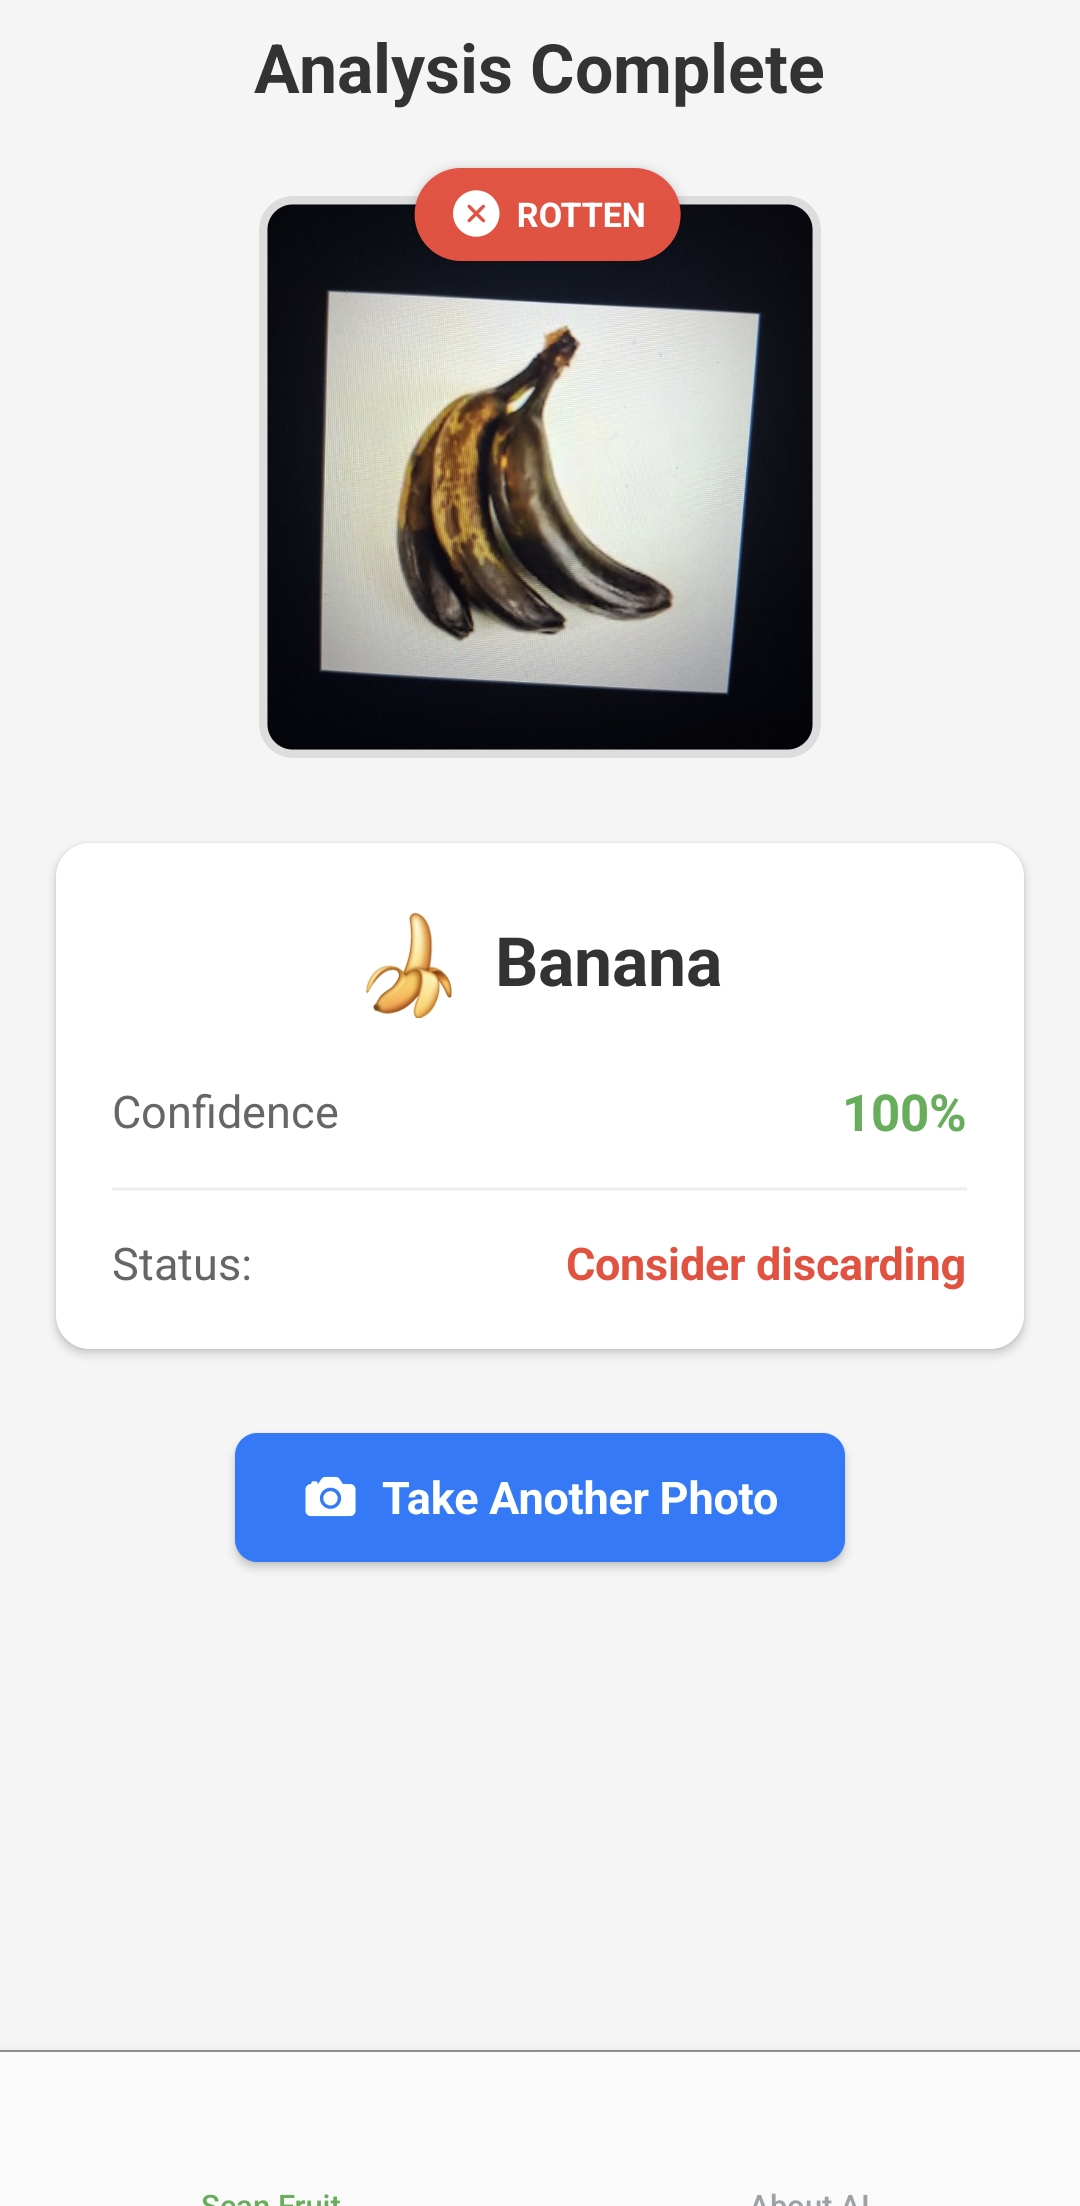 Analysis Complete
ROTTEN
Banana
Confidence 100%
Status: Consider discarding
Take Another Photo
Scan Fruit About AI